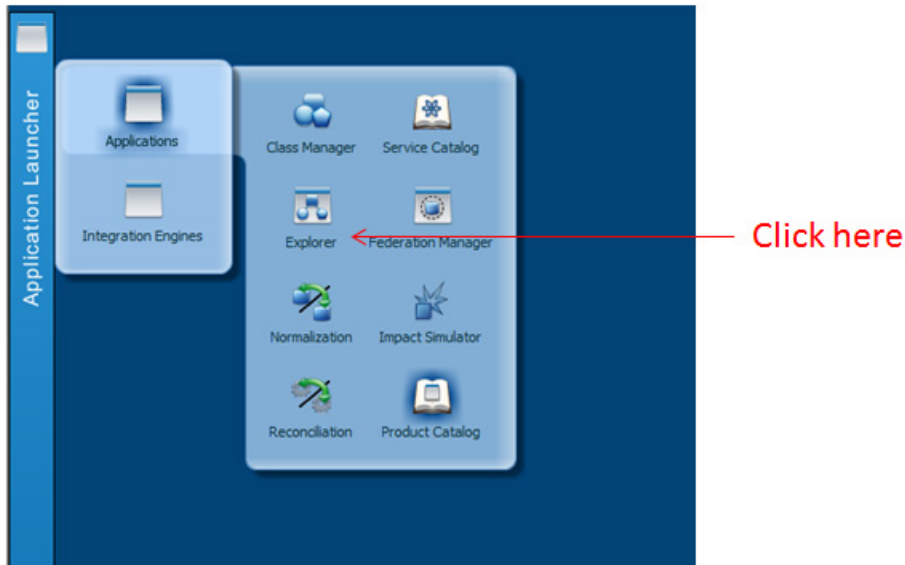 Application Launcher
Applications
Integration Engines
Class Manager
Service Catalog
Explorer
Federation Manager
Normalization
Impact Simulator
Reconciliation
Product Catalog
Click here